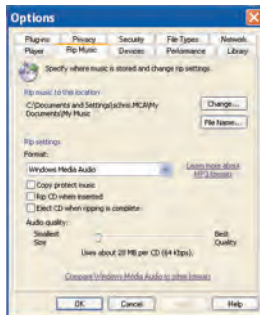 Options
Plug-ins Privacy Security File Types Network
Player Rip Music Devices Performance Library
Specify where music is stored and change rip settings.
Rip music to this location
C:\Documents and Settings\jschris.MCA\My
Documents\My Music
Change...
File Name...
Rip settings
Format:
Windows Media Audio
Learn more about
MP3 formats
Copy protect music
Rip CD when inserted
Eject CD when ripping is complete
Audio quality:
Smallest
Size
Best
Quality
Uses about 28 MB per CD (64 Kbps).
Compare Windows Media Audio to other formats
OK Cancel Help